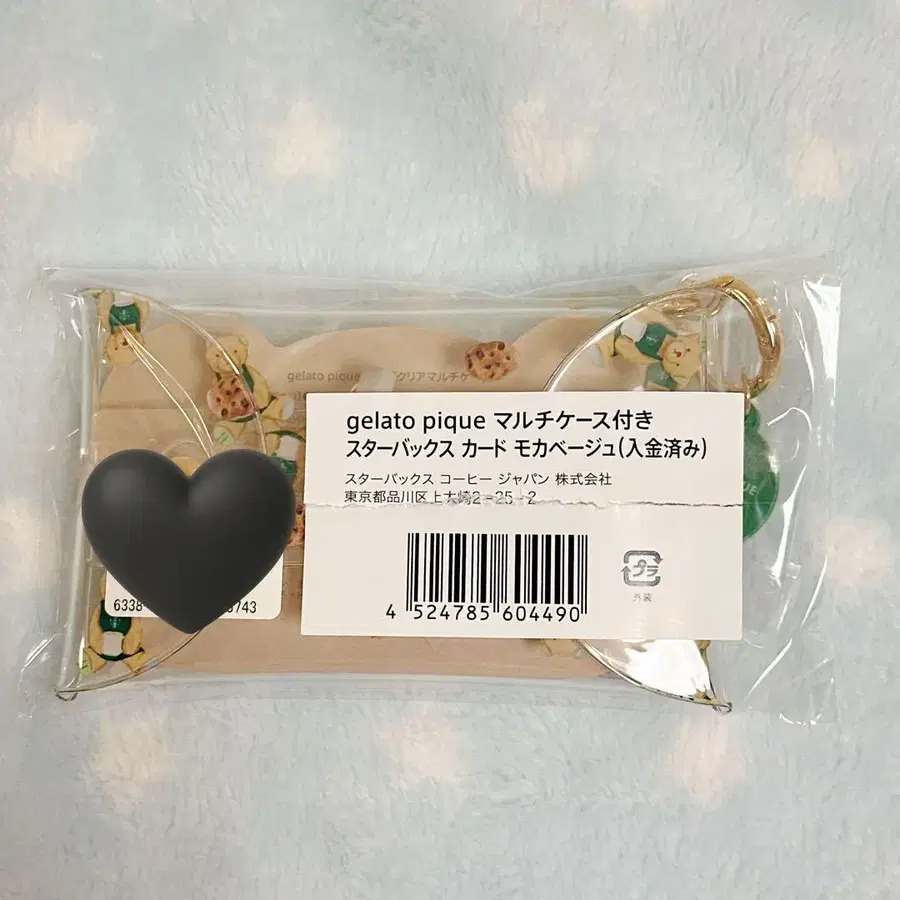 gelato pique
クリアマルチケ
gelato pique マルチケース付き
スターバックス カード モカベージュ(入金済み)
スターバックス コーヒー ジャパン 株式会社
東京都品川区上大崎2-25-2
プラ
外装
6338
3743
4 524785 604490